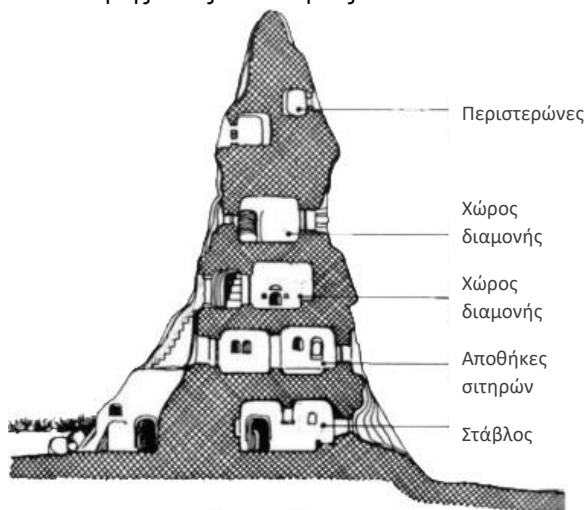 Περιστερώνες
Χώρος
διαμονής
Χώρος
διαμονής
Αποθήκες
σιτηρών
Στάβλος